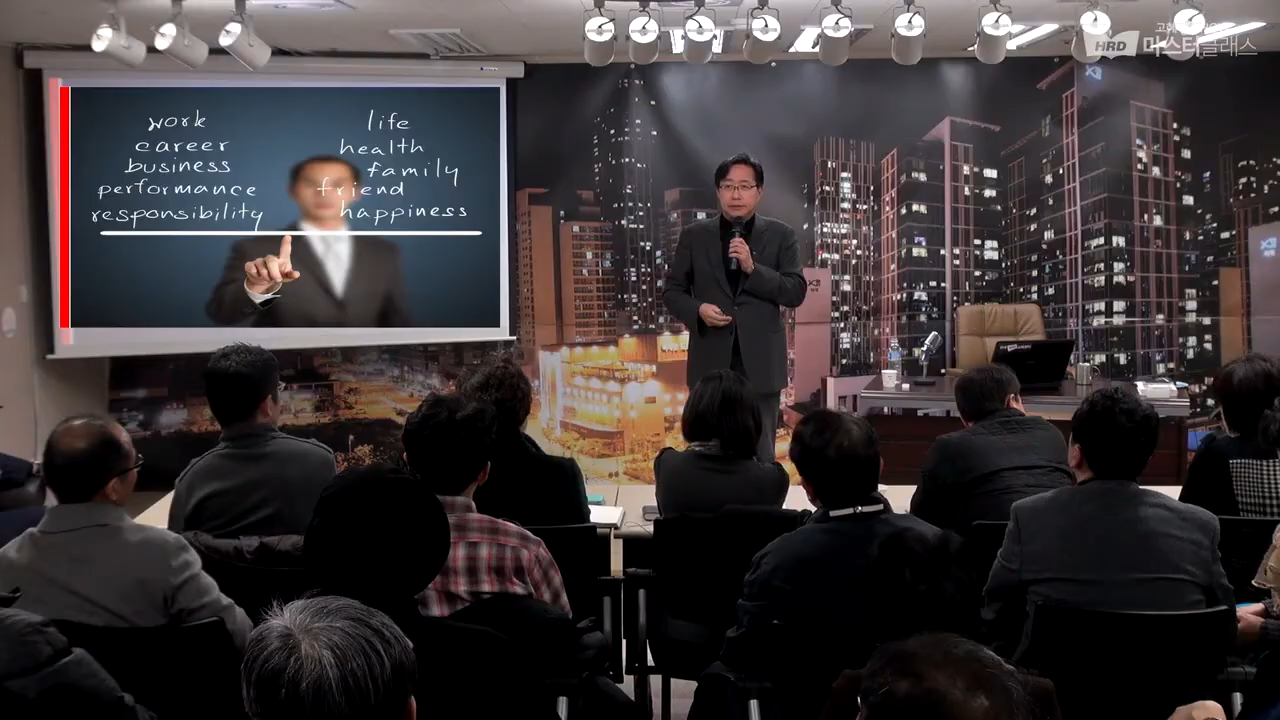 work
career
business
performance
responsibility
life
health
family
friend
happiness
HRD 마스터클래스